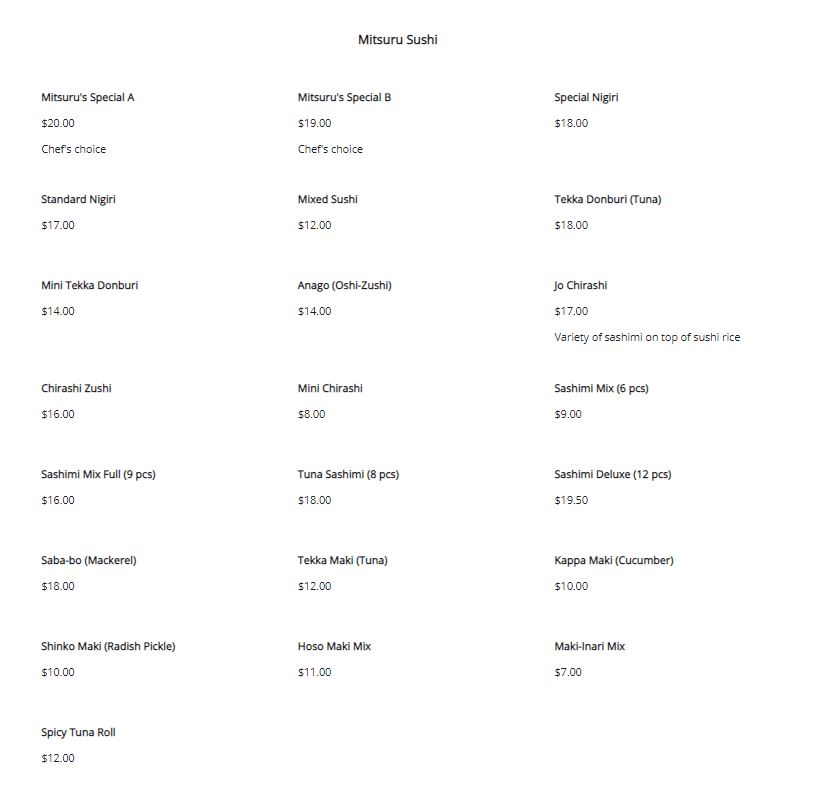 Mitsuru Sushi
Mitsuru's Special A
$20.00
Chef's choice
Mitsuru's Special B
$19.00
Chef's choice
Special Nigiri
$18.00
Standard Nigiri
$17.00
Mixed Sushi
$12.00
Tekka Donburi (Tuna)
$18.00
Mini Tekka Donburi
$14.00
Anago (Oshi-Zushi)
$14.00
Jo Chirashi
$17.00
Variety of sashimi on top of sushi rice
Chirashi Zushi
$16.00
Mini Chirashi
$8.00
Sashimi Mix (6 pcs)
$9.00
Sashimi Mix Full (9 pcs)
$16.00
Tuna Sashimi (8 pcs)
$18.00
Sashimi Deluxe (12 pcs)
$19.50
Saba-bo (Mackerel)
$18.00
Tekka Maki (Tuna)
$12.00
Kappa Maki (Cucumber)
$10.00
Shinko Maki (Radish Pickle)
$10.00
Hoso Maki Mix
$11.00
Maki-Inari Mix
$7.00
Spicy Tuna Roll
$12.00